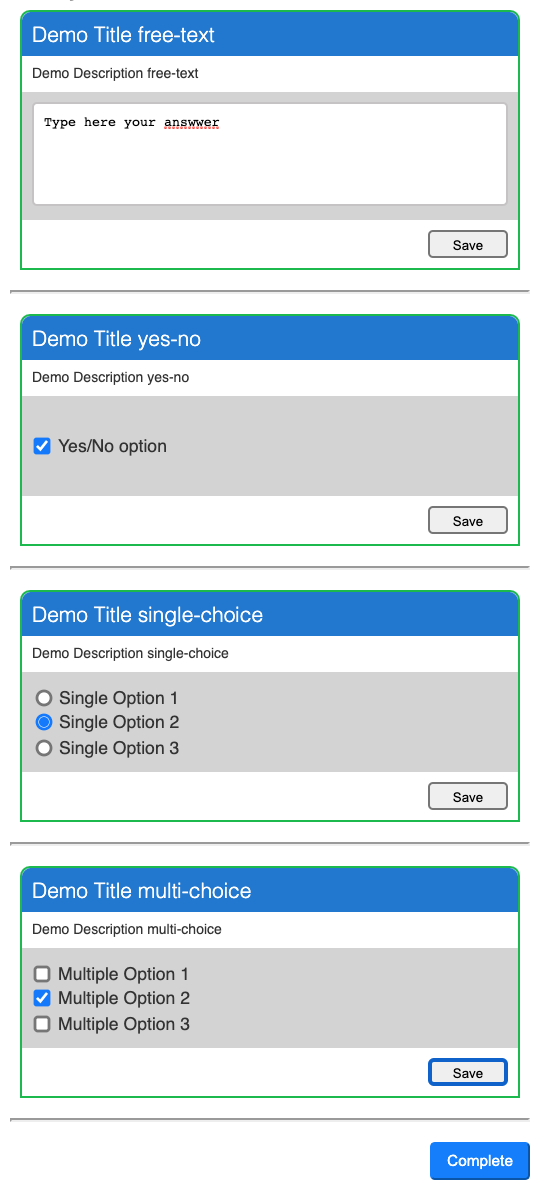 Demo Title free-text
Demo Description free-text
Type here your answwer
Save
Demo Title yes-no
Demo Description yes-no
Yes/No option
Save
Demo Title single-choice
Demo Description single-choice
Single Option 1
Single Option 2
Single Option 3
Save
Demo Title multi-choice
Demo Description multi-choice
Multiple Option 1
Multiple Option 2
Multiple Option 3
Save
Complete